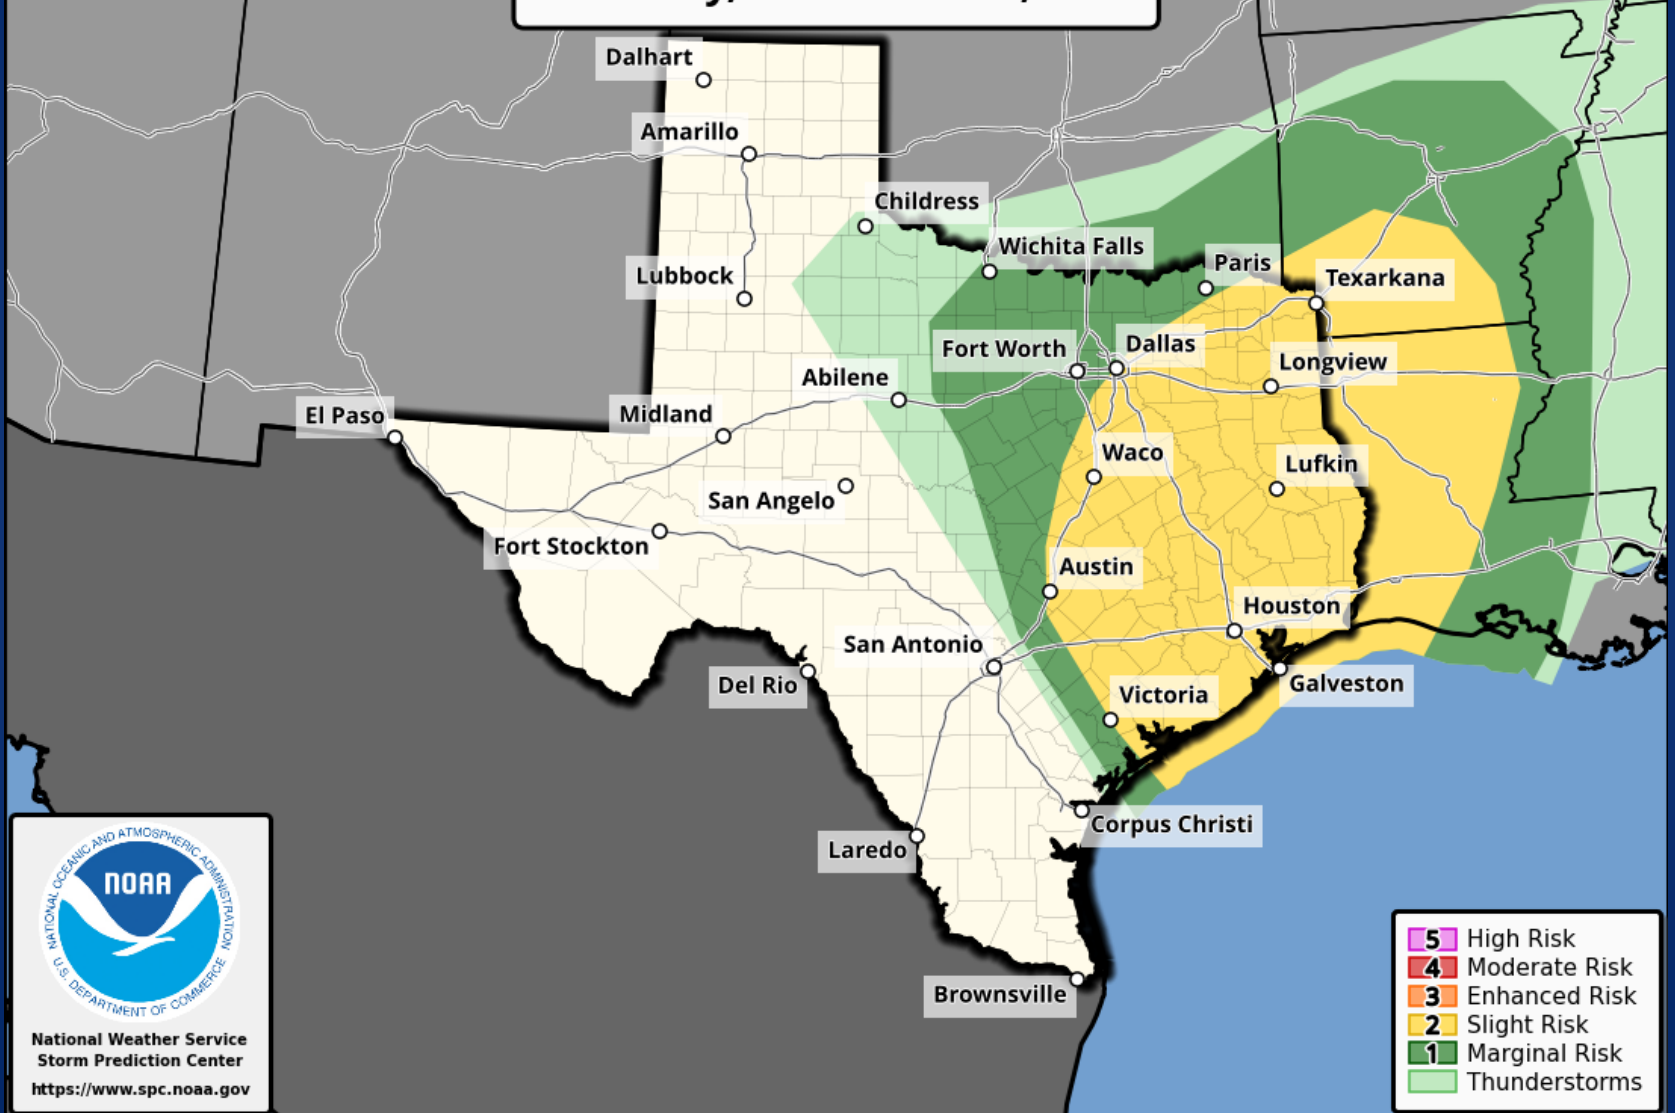 Dalhart
Amarillo
Childress
Wichita Falls
Lubbock
Paris
Texarkana
Fort Worth
Dallas
Longview
Abilene
El Paso
Midland
Waco
Lufkin
San Angelo
Fort Stockton
Austin
Houston
San Antonio
Del Rio
Victoria
Galveston
Corpus Christi
Laredo
Brownsville
NATIONAL OCEANIC AND ATMOSPHERIC ADMINISTRATION
NOAA
U.S. DEPARTMENT OF COMMERCE
National Weather Service
Storm Prediction Center
https://www.spc.noaa.gov
5 High Risk
4 Moderate Risk
3 Enhanced Risk
2 Slight Risk
1 Marginal Risk
Thunderstorms